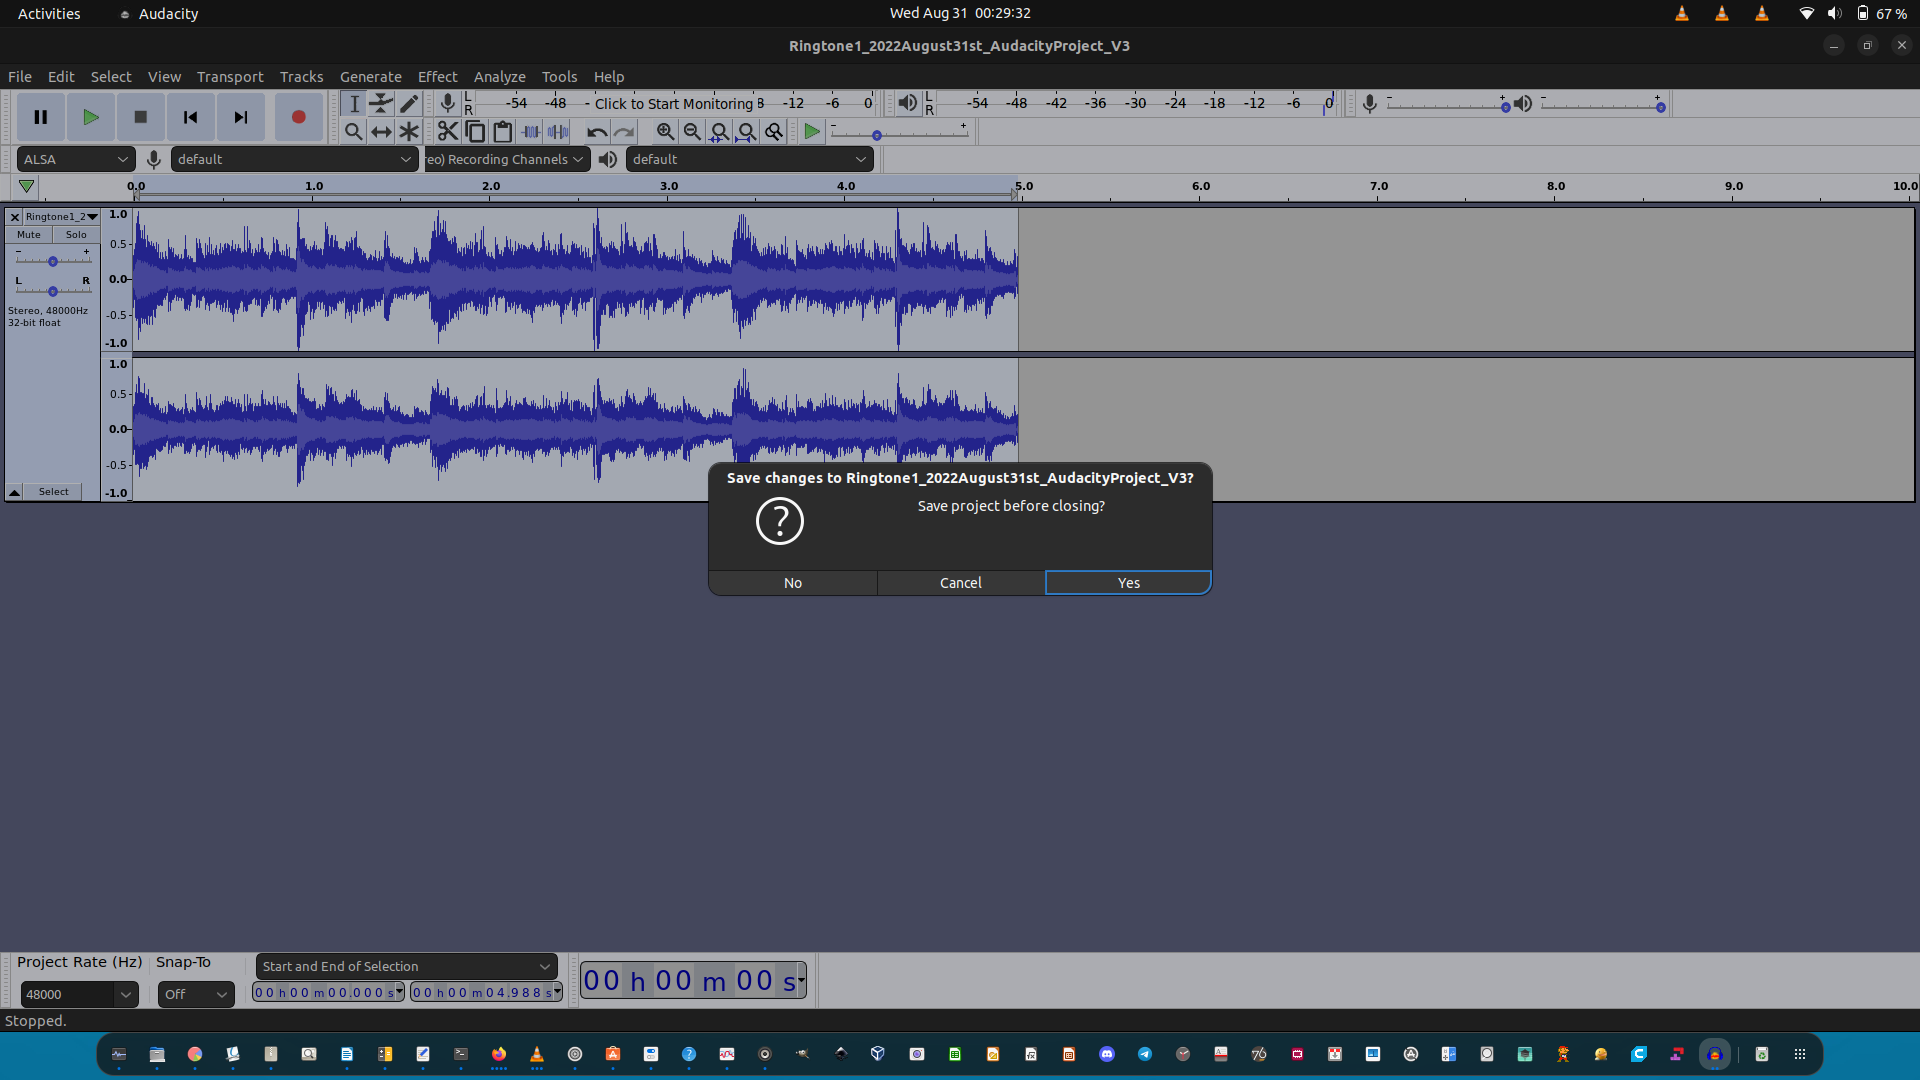 Activities Audacity Wed Aug 31 00:29:32 67 %
Ringtone1_2022August31st_AudacityProject_V3
File Edit Select View Transport Tracks Generate Effect Analyze Tools Help
L R -54 -48 - Click to Start Monitoring -12 -6 0 L R -54 -48 -42 -36 -30 -24 -18 -12 -6 0 - + - +
- +
ALSA default eo) Recording Channels default
0.0 1.0 2.0 3.0 4.0 5.0 6.0 7.0 8.0 9.0 10.0
Ringtone1_2 1.0
Mute Solo
- + 0.5
L R 0.0
Stereo, 48000Hz -0.5
32-bit float
-1.0
1.0
0.5
0.0
-0.5
Select -1.0
Save changes to Ringtone1_2022August31st_AudacityProject_V3?
Save project before closing?
No Cancel Yes
Project Rate (Hz) Snap-To Start and End of Selection
48000 Off 00 h 00 m 00.000 s 00 h 00 m 04.988 s 00 h 00 m 00 s
Stopped.